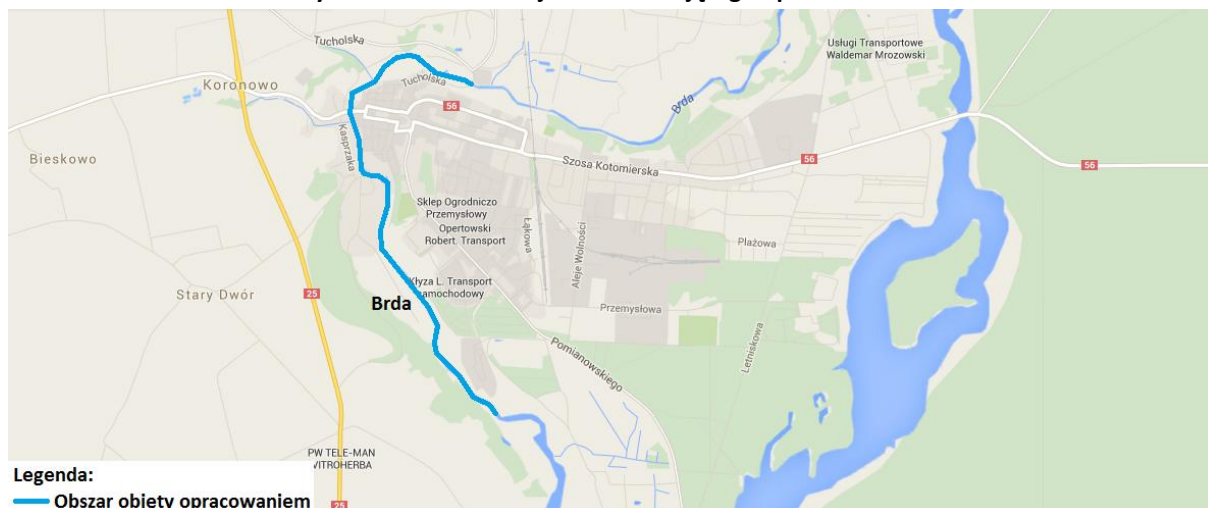 Tucholska
Usługi Transportowe
Waldemar Mrozowski
Koronowo
Tucholska
56
Brda
Kasprzaka
Bieskowo
Szosa Kotomierska
56
56
Sklep Ogrodniczo
Przemysłowy
Opertowski
Robert. Transport
Łąkowa
Aleje Wolności
Plażowa
Stary Dwór
25
Kłyza L. Transport
Samochodowy
Brda
Przemysłowa
Pomianowskiego
Letniskowa
PW TELE-MAN
VITROHERBA
Legenda:
Obszar objęty opracowaniem
25